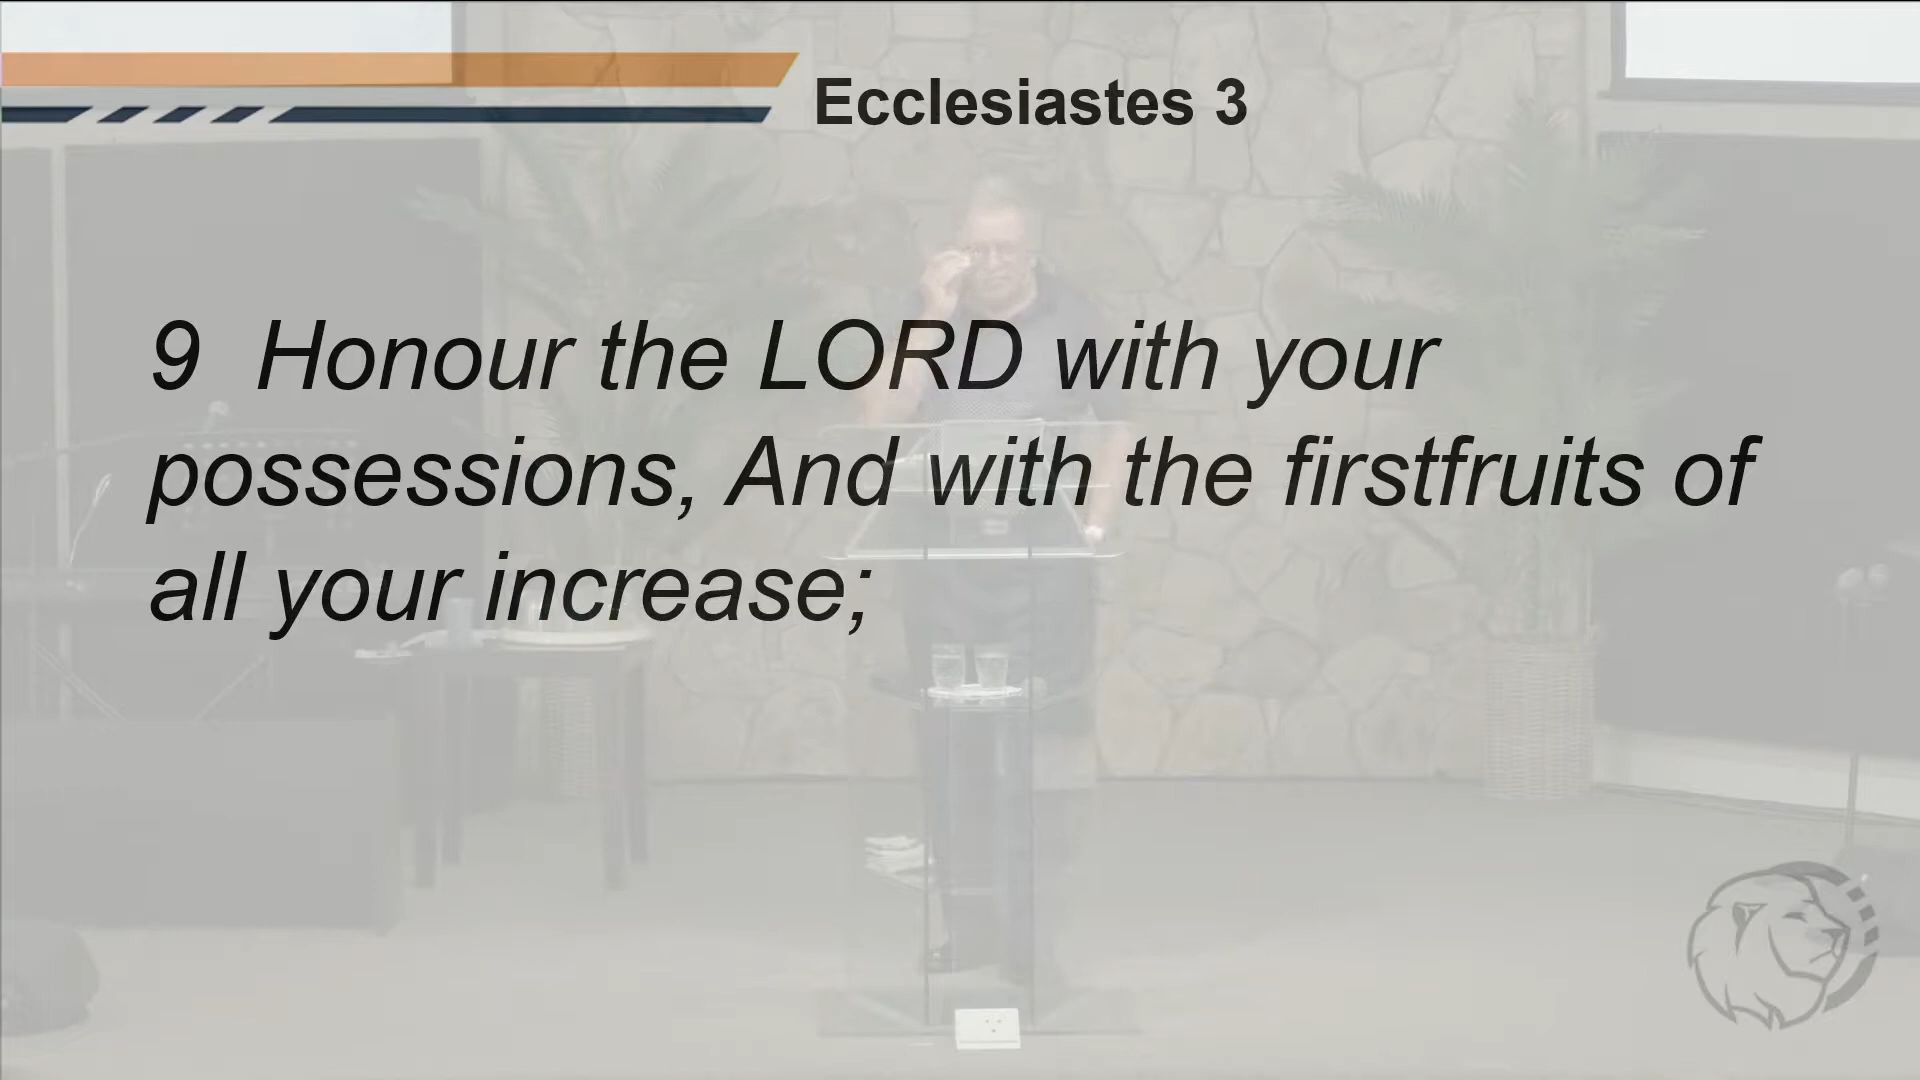 Ecclesiastes 3
9 Honour the LORD with your
possessions, And with the firstfruits of
all your increase;